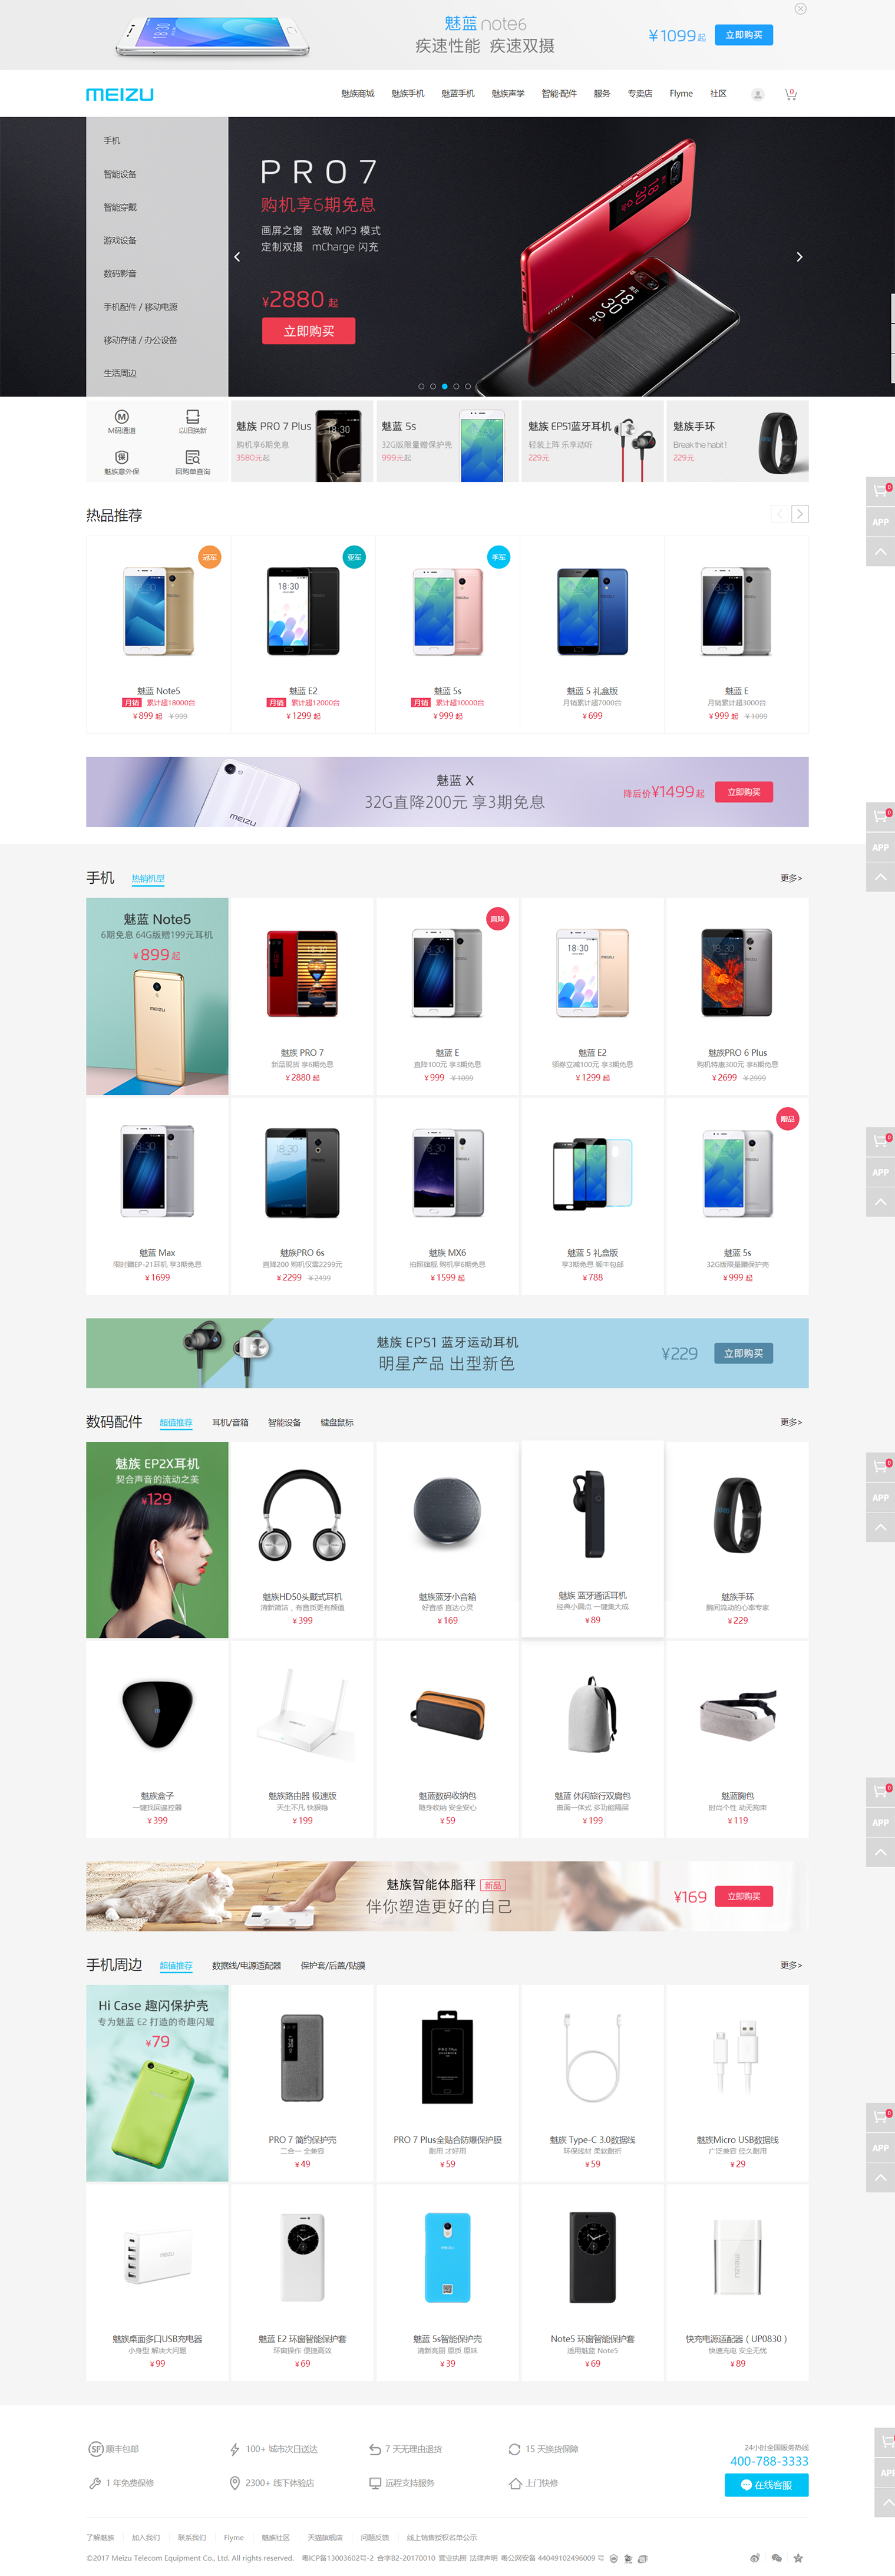 魅蓝 note6
疾速性能 疾速双摄
¥1099起
立即购买
MEIZU
魅族商城 魅族手机 魅蓝手机 魅族声学 智能·配件 服务 专卖店 Flyme 社区
0
手机
智能设备
智能穿戴
游戏设备
数码影音
手机配件 / 移动电源
移动存储 / 办公设备
生活周边
PRO 7
购机享6期免息
画屏之窗 致敬 MP3 模式
定制双摄 mCharge 闪充
¥2880 起
立即购买
M码通道
以旧换新
魅族意外保
回购单查询
魅族 PRO 7 Plus
购机享6期免息
3580元起
魅蓝 5s
32G版限量赠保护壳
999元起
魅族 EP51蓝牙耳机
轻装上阵 乐享动听
229元
魅族手环
Break the habit !
229元
热品推荐
冠军
魅蓝 Note5
月销 累计超18000台
¥899 起 ¥999
亚军
魅蓝 E2
月销 累计超12000台
¥1299 起
季军
魅蓝 5s
月销 累计超10000台
¥999 起
魅蓝 5 礼盒版
月销累计超7000台
¥699
魅蓝 E
月销累计超3000台
¥999 起 ¥1099
魅蓝 X
32G直降200元 享3期免息
降后价¥1499起
立即购买
手机 热销机型 更多>
魅蓝 Note5
6期免息 64G版赠199元耳机
¥899起
魅族 PRO 7
新品现货 享6期免息
¥2880 起
直降
魅蓝 E
直降100元 享3期免息
¥999 ¥1099
魅蓝 E2
领券立减100元 享3期免息
¥1299 起
魅族PRO 6 Plus
购机特惠300元 享6期免息
¥2699 ¥2999
魅蓝 Max
限时赠EP-21耳机 享3期免息
¥1699
魅族PRO 6s
直降200 购机仅需2299元
¥2299 ¥2499
魅族 MX6
拍照旗舰 购机享6期免息
¥1599 起
魅蓝 5 礼盒版
享3期免息 顺丰包邮
¥788
赠品
魅蓝 5s
32G版限量赠保护壳
¥999 起
魅族 EP51 蓝牙运动耳机
明星产品 出型新色
¥229
立即购买
数码配件 超值推荐 耳机/音箱 智能设备 键盘鼠标 更多>
魅族 EP2X耳机
契合声音的流动之美
¥129
魅族HD50头戴式耳机
清新简洁，有音质更有颜值
¥399
魅族蓝牙小音箱
好音感 直达心灵
¥169
魅族 蓝牙通话耳机
经典小圆点 一键集大成
¥89
魅族手环
腕间流动的心率专家
¥229
魅族盒子
一键找回遥控器
¥399
魅族路由器 极速版
天生不凡 快狠稳
¥199
魅蓝数码收纳包
随身收纳 安全安心
¥59
魅蓝 休闲旅行双肩包
曲面一体式 多功能隔层
¥199
魅蓝胸包
时尚个性 动无拘束
¥119
魅族智能体脂秤 新品
伴你塑造更好的自己
¥169
立即购买
手机周边 超值推荐 数据线/电源适配器 保护套/后盖/贴膜 更多>
Hi Case 趣闪保护壳
专为魅蓝 E2 打造的奇趣闪耀
¥79
PRO 7 简约保护壳
二合一 全兼容
¥49
PRO 7 Plus全贴合防爆保护膜
耐用 才好用
¥59
魅族 Type-C 3.0数据线
环保线材 柔软耐折
¥59
魅族Micro USB数据线
广泛兼容 经久耐用
¥29
魅族桌面多口USB充电器
小身型 解决大问题
¥99
魅蓝 E2 环窗智能保护套
环窗操作 便捷高效
¥69
魅蓝 5s智能保护壳
清新亮丽 原质 原味
¥39
Note5 环窗智能保护套
适用魅蓝 Note5
¥69
快充电源适配器（UP0830）
快速充电 安全无忧
¥89
0
APP
0
APP
0
APP
0
APP
0
APP
0
APP
APP
顺丰包邮 100+ 城市次日送达 7 天无理由退货 15 天换货保障
1 年免费保修 2300+ 线下体验店 远程支持服务 上门快修
24小时全国服务热线
400-788-3333
在线客服
了解魅族 加入我们 联系我们 Flyme 魅族社区 天猫旗舰店 问题反馈 线上销售授权名单公示
©2017 Meizu Telecom Equipment Co., Ltd. All rights reserved. 粤ICP备13003602号-2 合字B2-20170010 营业执照 法律声明 粤公网安备 44049102496009 号